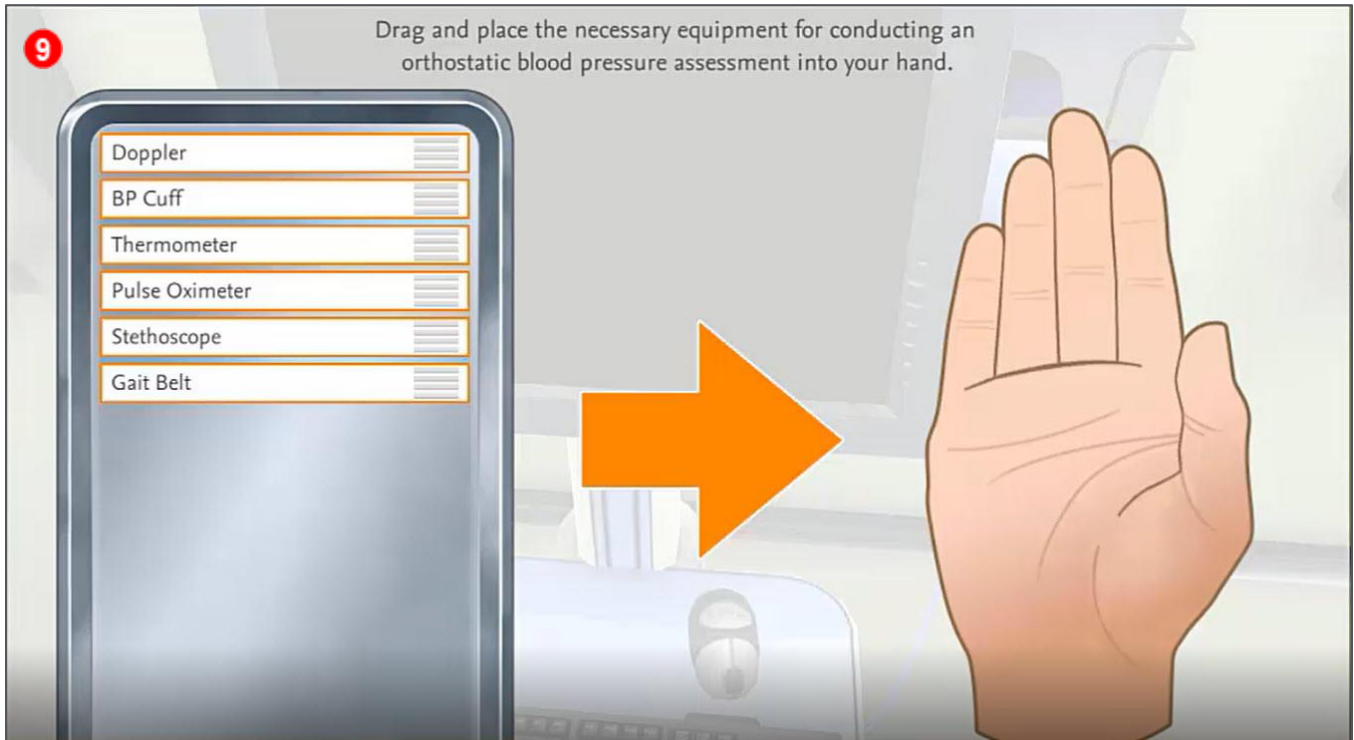 9
Drag and place the necessary equipment for conducting an
orthostatic blood pressure assessment into your hand.
Doppler
BP Cuff
Thermometer
Pulse Oximeter
Stethoscope
Gait Belt